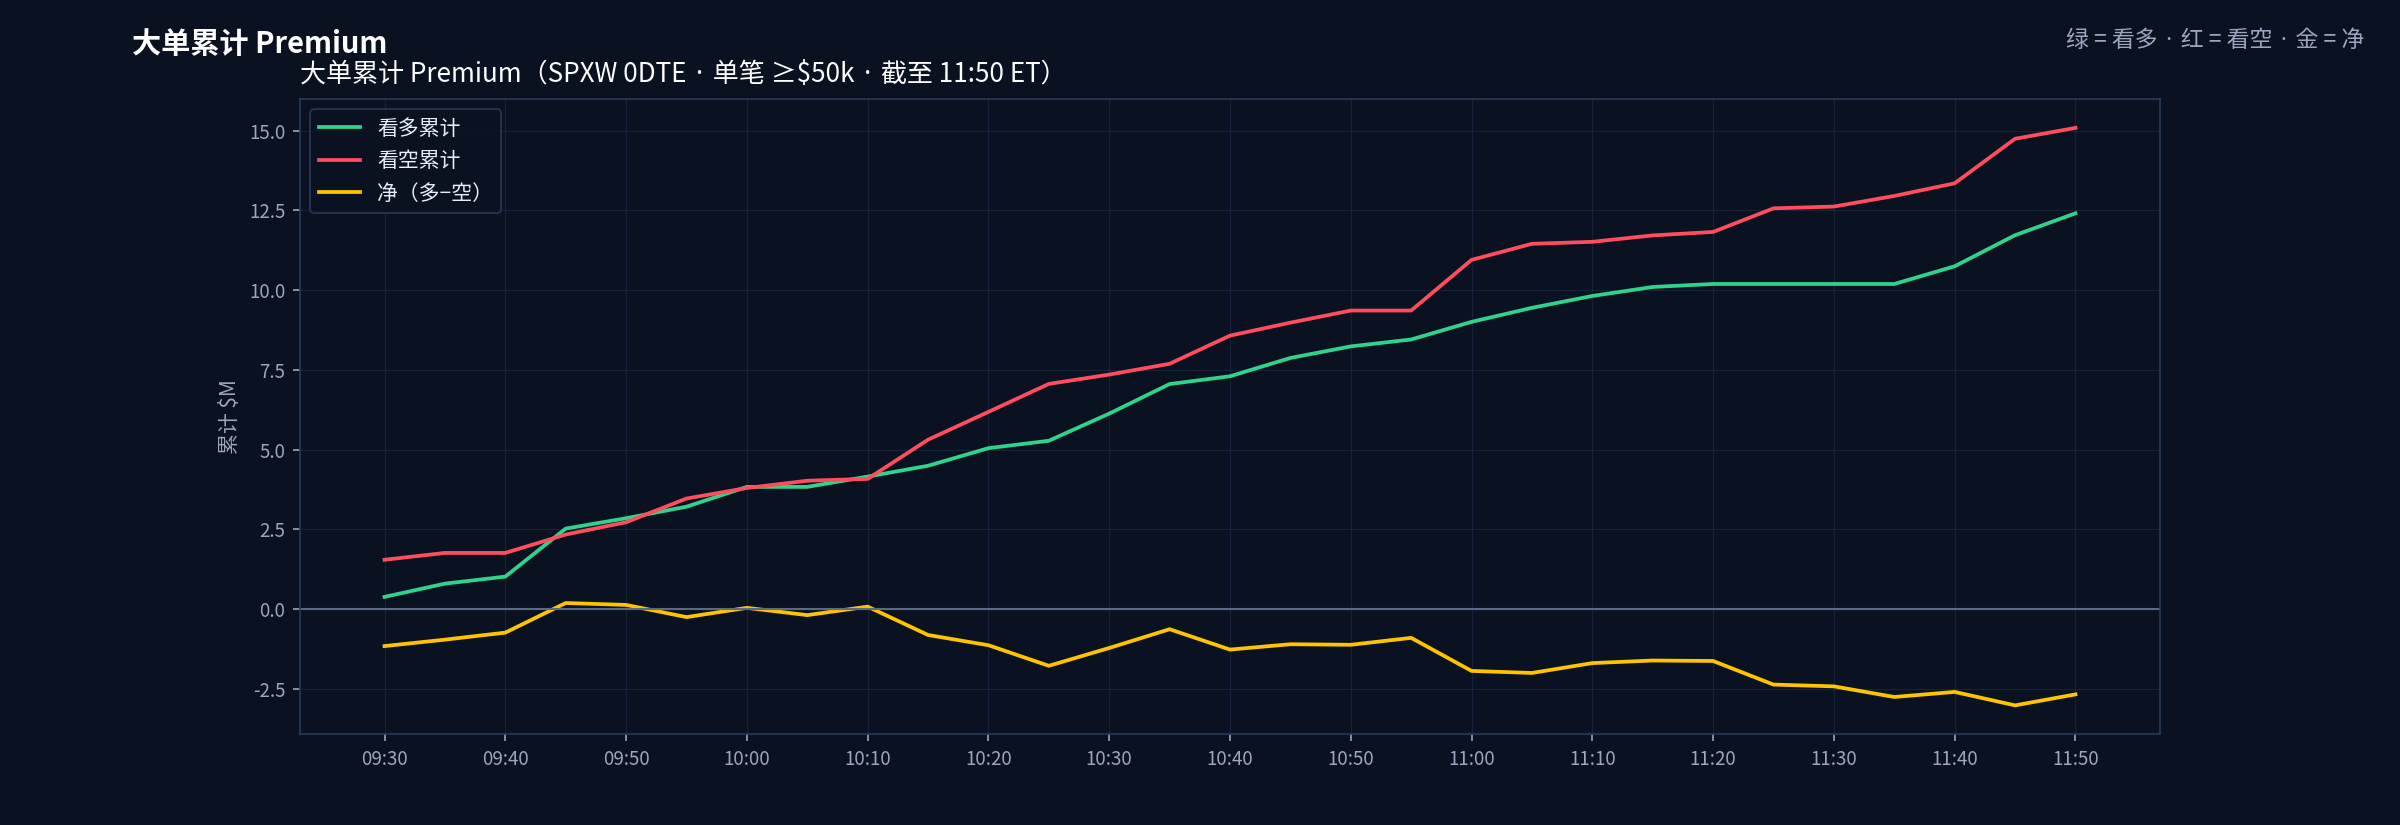 大单累计 Premium
绿 = 看多 · 红 = 看空 · 金 = 净
大单累计 Premium（SPXW 0DTE · 单笔 ≥$50k · 截至 11:50 ET）
看多累计
看空累计
净（多−空）
累计 $M
15.0
12.5
10.0
7.5
5.0
2.5
0.0
-2.5
09:30 09:40 09:50 10:00 10:10 10:20 10:30 10:40 10:50 11:00 11:10 11:20 11:30 11:40 11:50